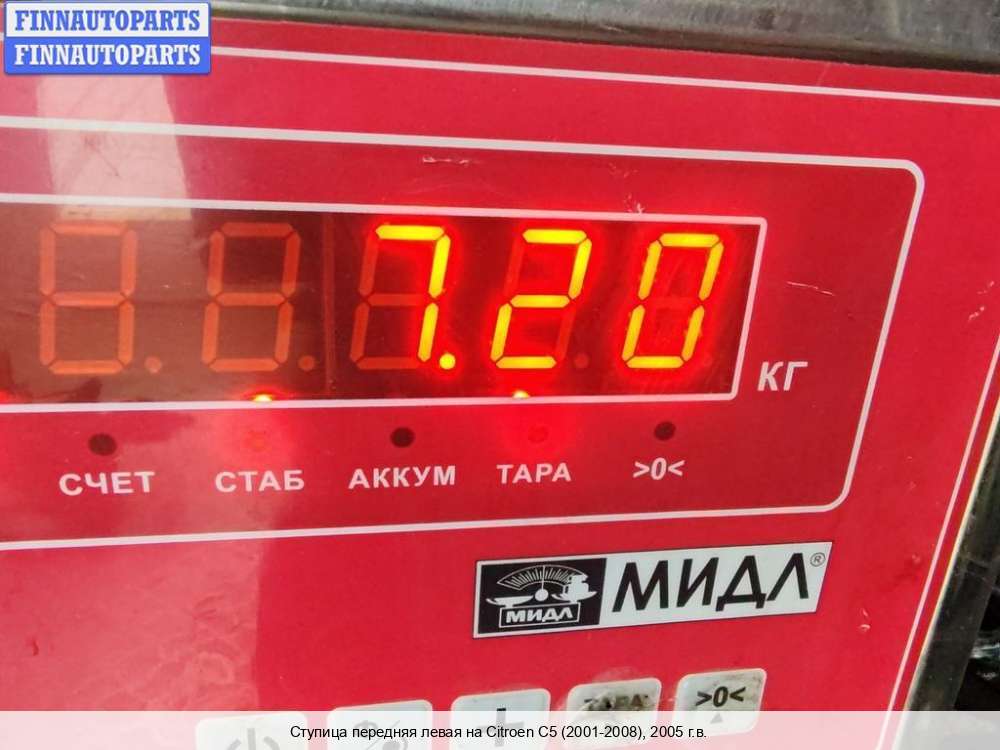 FINNAUTOPARTS
FINNAUTOPARTS
7.20
КГ
СЧЕТ СТАБ АККУМ ТАРА >0<
МИДЛ МИДЛ®
ТАРА >0<
Ступица передняя левая на Citroen C5 (2001-2008), 2005 г.в.